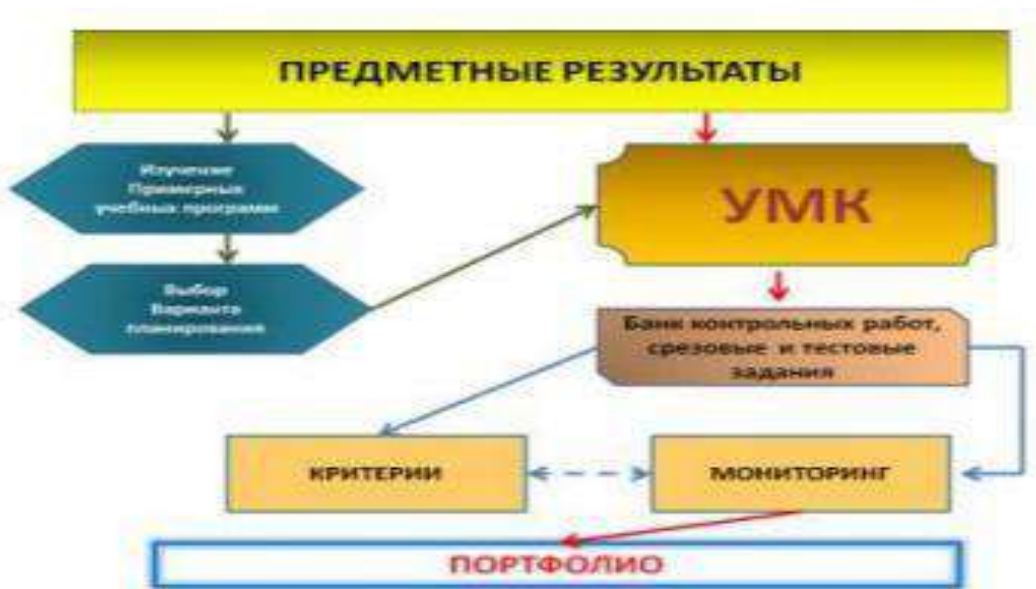 ПРЕДМЕТНЫЕ РЕЗУЛЬТАТЫ
Изучение
Примерных
учебных программ
УМК
Выбор
Варианта
планирования
Банк контрольных работ,
срезовые и тестовые
задания
КРИТЕРИИ
МОНИТОРИНГ
ПОРТФОЛИО